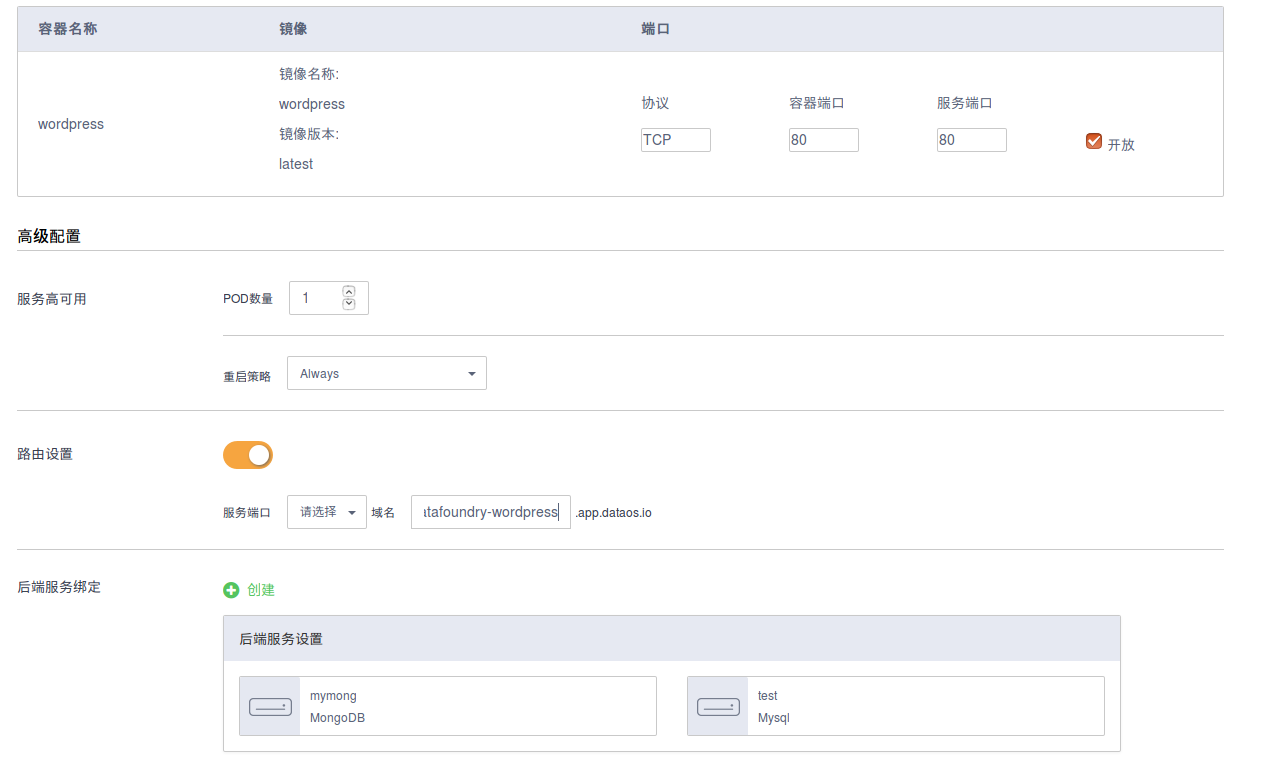 容器名称 镜像 端口
镜像名称:
wordpress
镜像版本:
latest
wordpress
协议 容器端口 服务端口
TCP 80 80 开放
高级配置
服务高可用 POD数量 1
重启策略 Always
路由设置
服务端口 请选择 域名 tafoundry-wordpress .app.dataos.io
后端服务绑定 创建
后端服务设置
mymong
MongoDB
test
Mysql